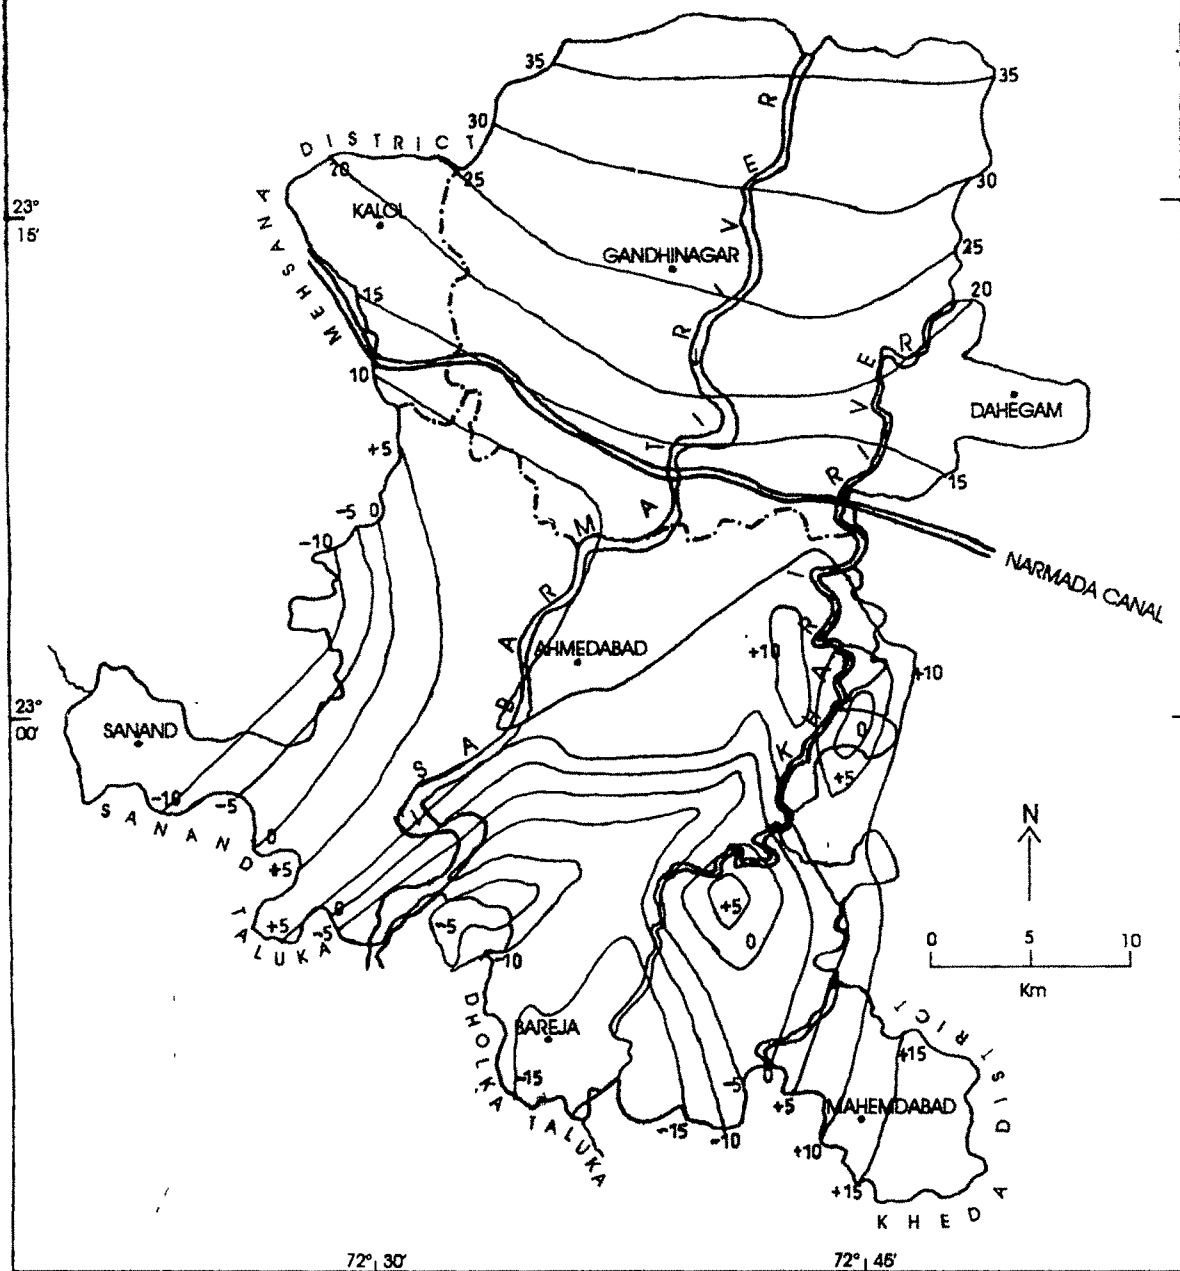 35
35
30
MESHANA DISTRICT
20
25
30
23°
15'
KALOL
GANDHINAGAR
25
15
20
10
DAHEGAM
+5
15
-5 0
-10
NARMADA CANAL
SABARMATI RIVER
KHARI RIVER
AHMEDABAD
+10
+10
23°
00'
SANAND
0
+5
-10
-5
SANAND TALUKA
0
+5
N
+5
0
-5
-5
+5
0
-10
0 5 10
Km
DHOLKA TALUKA
BAREJA
-15
KHEDA DISTRICT
+15
-5
0
+5
MAHEMDABAD
-15
-10
+10
+15
72° 30'
72° 45'